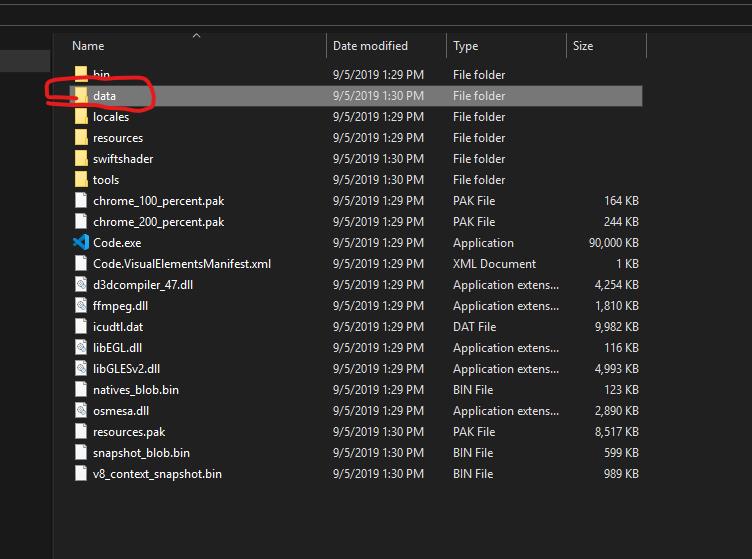 Name Date modified Type Size
bin 9/5/2019 1:29 PM File folder
data 9/5/2019 1:30 PM File folder
locales 9/5/2019 1:29 PM File folder
resources 9/5/2019 1:29 PM File folder
swiftshader 9/5/2019 1:30 PM File folder
tools 9/5/2019 1:30 PM File folder
chrome_100_percent.pak 9/5/2019 1:29 PM PAK File 164 KB
chrome_200_percent.pak 9/5/2019 1:29 PM PAK File 244 KB
Code.exe 9/5/2019 1:29 PM Application 90,000 KB
Code.VisualElementsManifest.xml 9/5/2019 1:29 PM XML Document 1 KB
d3dcompiler_47.dll 9/5/2019 1:29 PM Application extens... 4,254 KB
ffmpeg.dll 9/5/2019 1:29 PM Application extens... 1,810 KB
icudtl.dat 9/5/2019 1:29 PM DAT File 9,982 KB
libEGL.dll 9/5/2019 1:29 PM Application extens... 116 KB
libGLESv2.dll 9/5/2019 1:29 PM Application extens... 4,993 KB
natives_blob.bin 9/5/2019 1:29 PM BIN File 123 KB
osmesa.dll 9/5/2019 1:29 PM Application extens... 2,890 KB
resources.pak 9/5/2019 1:30 PM PAK File 8,517 KB
snapshot_blob.bin 9/5/2019 1:30 PM BIN File 599 KB
v8_context_snapshot.bin 9/5/2019 1:30 PM BIN File 989 KB